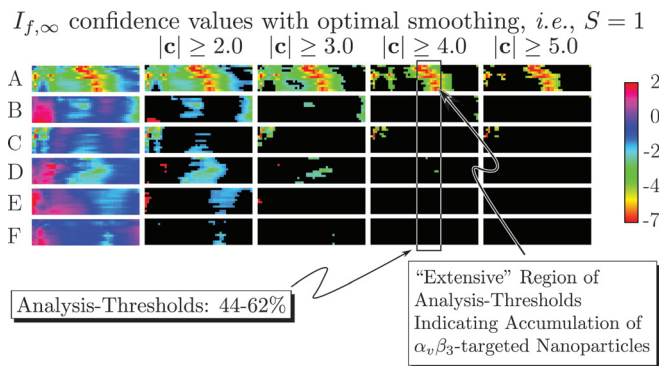 I_{f,∞} confidence values with optimal smoothing, i.e., S = 1
|c| ≥ 2.0 |c| ≥ 3.0 |c| ≥ 4.0 |c| ≥ 5.0
A
B
C
D
E
F
2
0
-2
-4
-5
-7
Analysis-Thresholds: 44-62%
“Extensive” Region of
Analysis-Thresholds
Indicating Accumulation of
α_vβ_3-targeted Nanoparticles